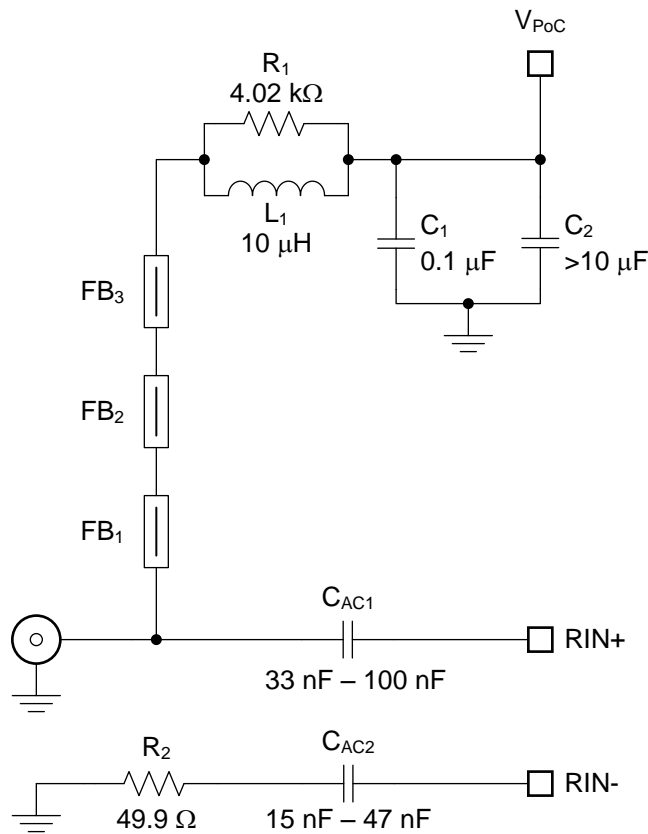 V_PoC
R_1
4.02 kΩ
L_1
10 μH
C_1
0.1 μF
C_2
>10 μF
FB_3
FB_2
FB_1
C_AC1
33 nF – 100 nF
RIN+
R_2
49.9 Ω
C_AC2
15 nF – 47 nF
RIN-